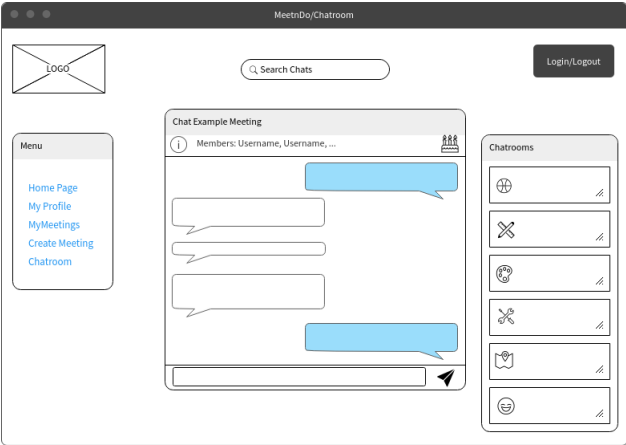 MeetnDo/Chatroom
LOGO
Search Chats
Login/Logout
Menu
Home Page
My Profile
MyMeetings
Create Meeting
Chatroom
Chat Example Meeting
i
Members: Username, Username, ...
Chatrooms